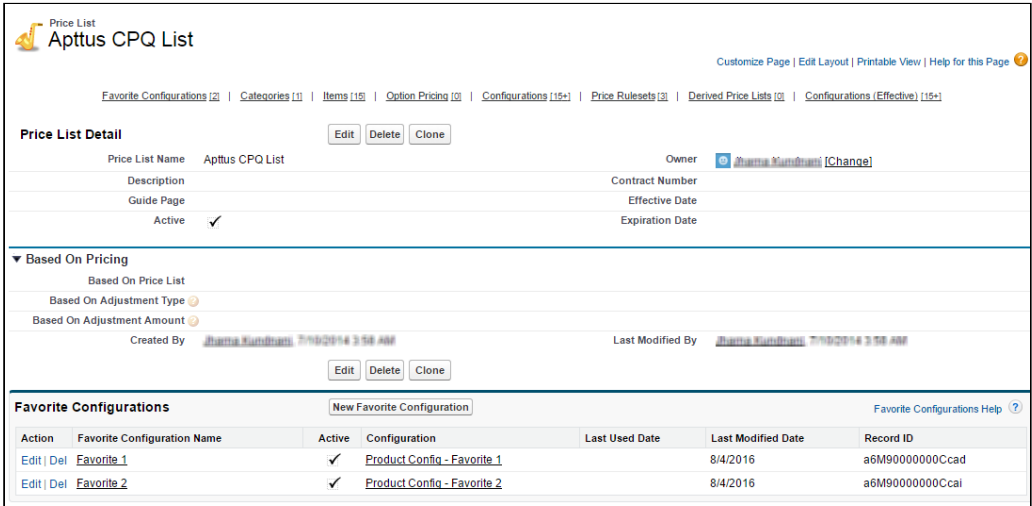 Price List
Apttus CPQ List
Customize Page | Edit Layout | Printable View | Help for this Page
Favorite Configurations [2] | Categories [1] | Items [15] | Option Pricing [0] | Configurations [15+] | Price Rulesets [3] | Derived Price Lists [0] | Configurations (Effective) [15+]
Price List Detail Edit Delete Clone
Price List Name Apttus CPQ List Owner [Change]
Description Contract Number
Guide Page Effective Date
Active Expiration Date
Based On Pricing
Based On Price List
Based On Adjustment Type ?
Based On Adjustment Amount ?
Created By Last Modified By
Edit Delete Clone
Favorite Configurations New Favorite Configuration Favorite Configurations Help ?
Action Favorite Configuration Name Active Configuration Last Used Date Last Modified Date Record ID
Edit | Del Favorite 1 Product Config - Favorite 1 8/4/2016 a6M90000000Ccad
Edit | Del Favorite 2 Product Config - Favorite 2 8/4/2016 a6M90000000Ccai